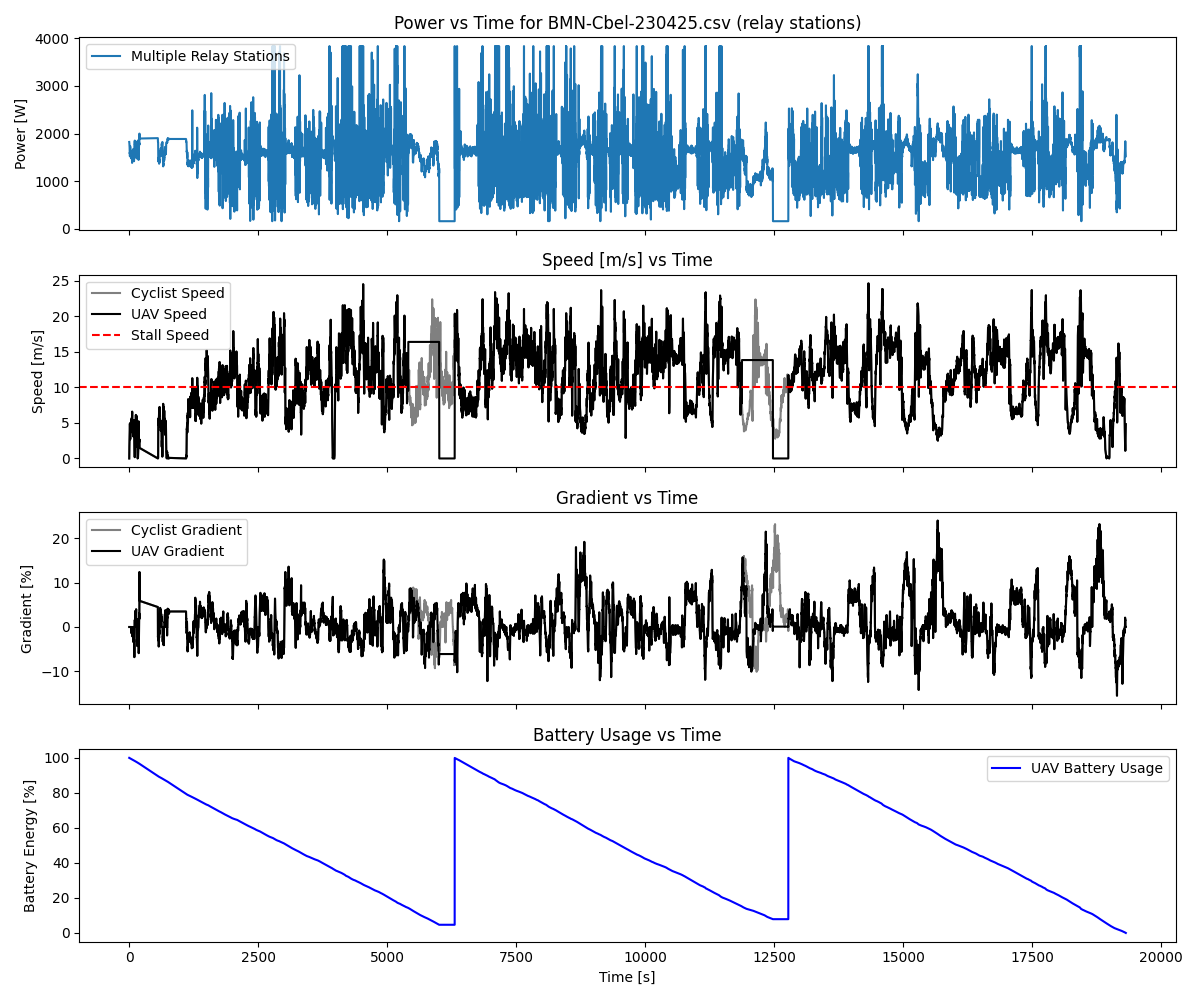 Power vs Time for BMN-Cbel-230425.csv (relay stations)
4000
3000
2000
1000
0
Power [W]
Multiple Relay Stations
Speed [m/s] vs Time
25
20
15
10
5
0
Speed [m/s]
Cyclist Speed
UAV Speed
Stall Speed
Gradient vs Time
20
10
0
−10
Gradient [%]
Cyclist Gradient
UAV Gradient
Battery Usage vs Time
100
80
60
40
20
0
Battery Energy [%]
UAV Battery Usage
0 2500 5000 7500 10000 12500 15000 17500 20000
Time [s]